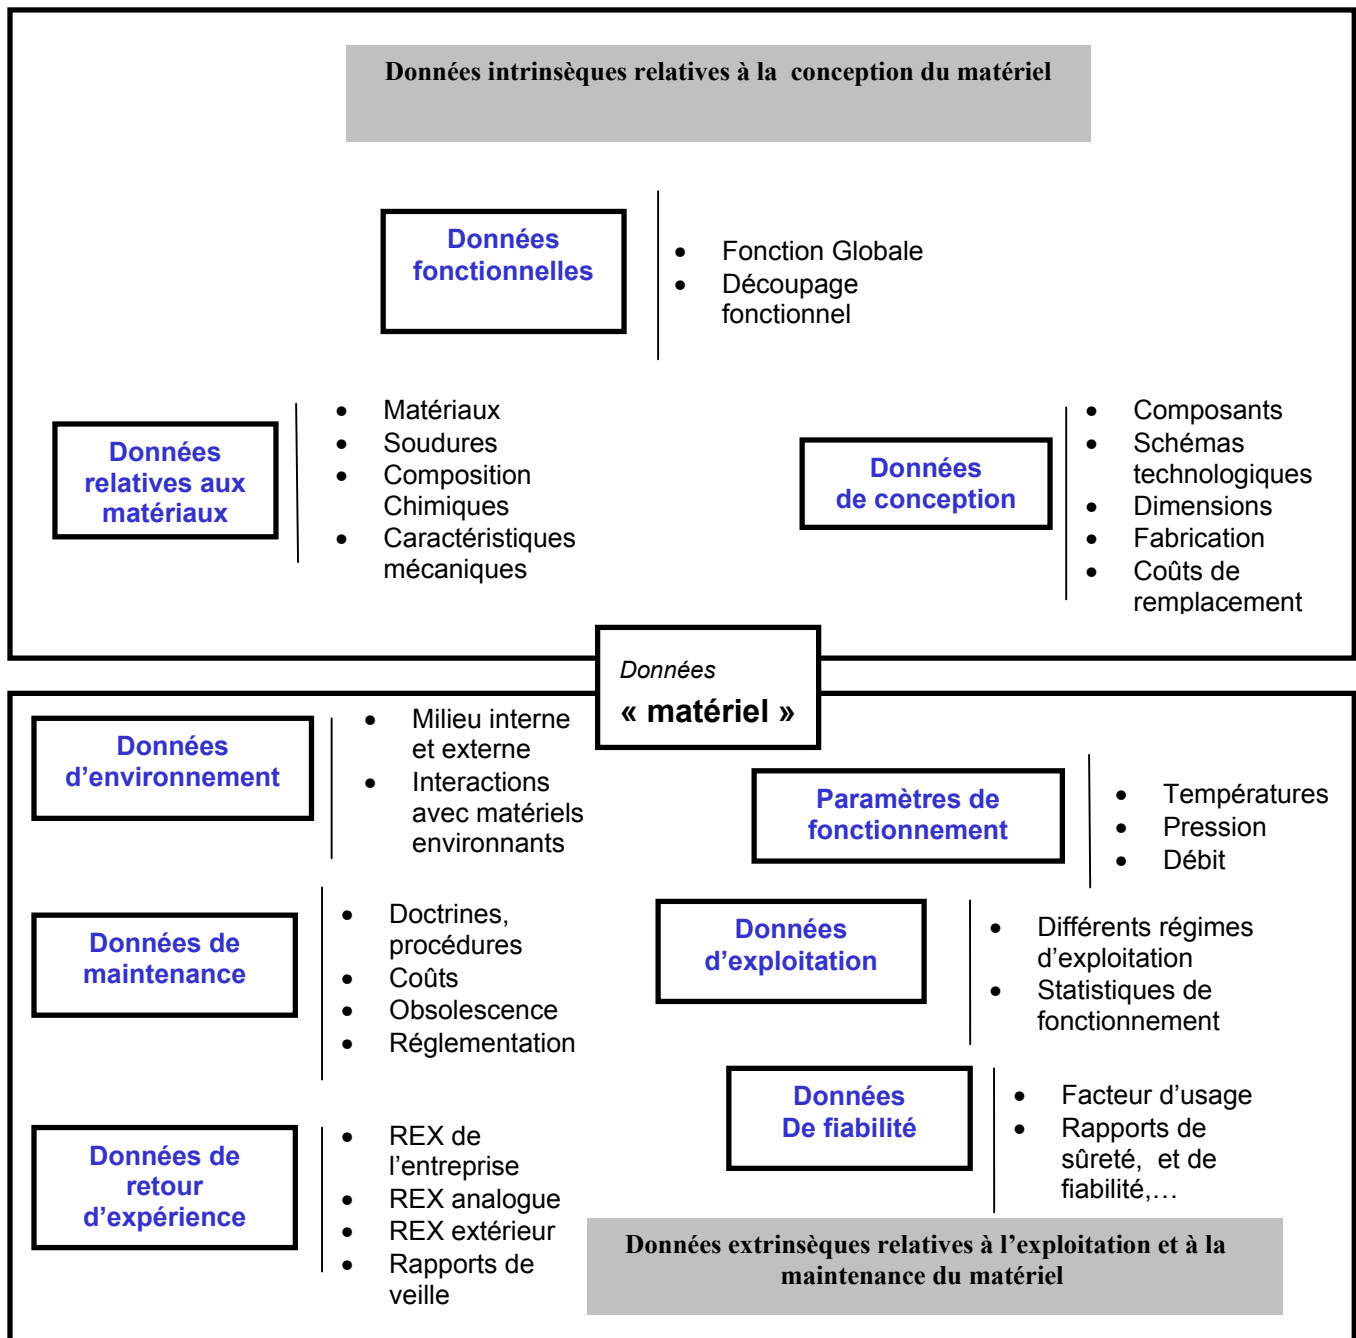 Données intrinsèques relatives à la conception du matériel
Données
fonctionnelles
• Fonction Globale
• Découpage
fonctionnel
Données
relatives aux
matériaux
• Matériaux
• Soudures
• Composition
Chimiques
• Caractéristiques
mécaniques
Données
de conception
• Composants
• Schémas
technologiques
• Dimensions
• Fabrication
• Coûts de
remplacement
Données
« matériel »
Données
d’environnement
• Milieu interne
et externe
• Interactions
avec matériels
environnants
Paramètres de
fonctionnement
• Températures
• Pression
• Débit
Données de
maintenance
• Doctrines,
procédures
• Coûts
• Obsolescence
• Réglementation
Données
d’exploitation
• Différents régimes
d’exploitation
• Statistiques de
fonctionnement
Données
De fiabilité
• Facteur d’usage
• Rapports de
sûreté, et de
fiabilité,…
Données de
retour
d’expérience
• REX de
l’entreprise
• REX analogue
• REX extérieur
• Rapports de
veille
Données extrinsèques relatives à l’exploitation et à la
maintenance du matériel